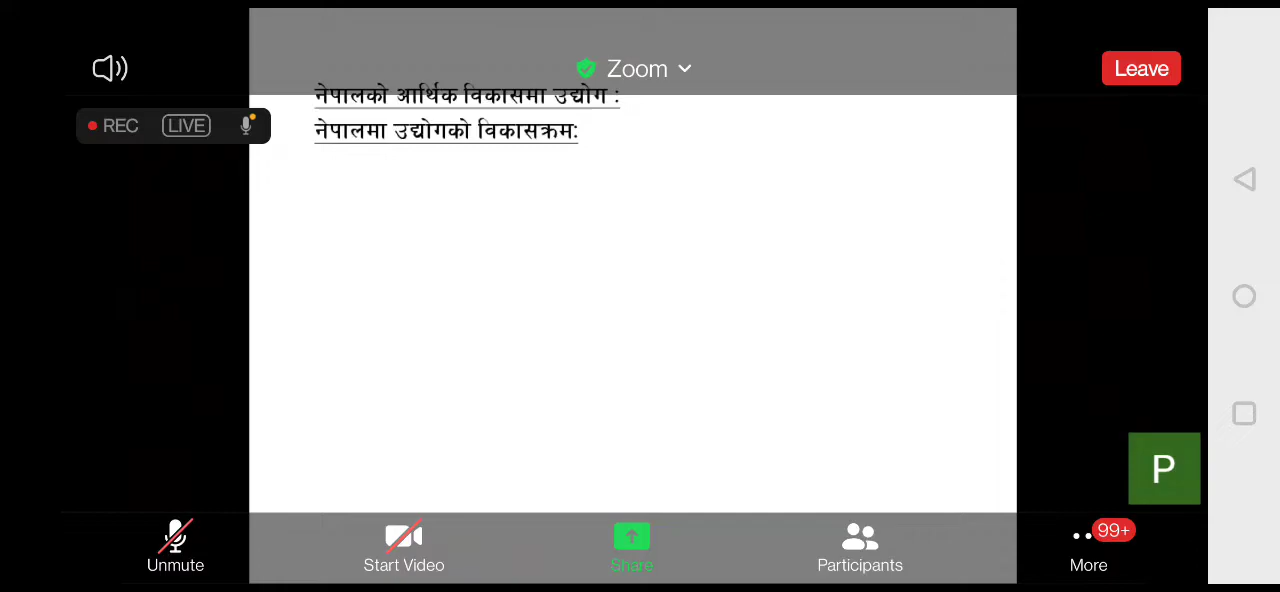 Zoom
Leave
नेपालको आर्थिक विकासमा उद्योग :
REC LIVE
नेपालमा उद्योगको विकासक्रम:
P
99+
Unmute
Start Video
Share
Participants
More